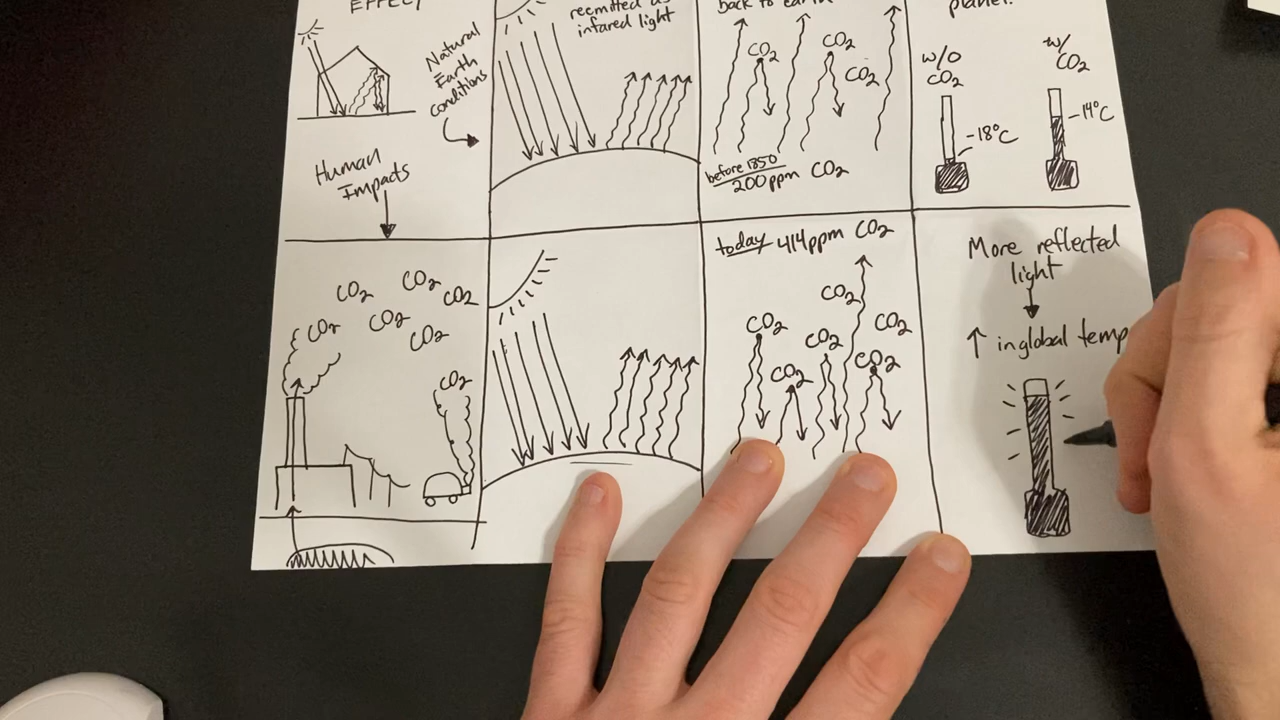 EFFECT
Natural
Earth
conditions
reemitted as
infared light
back to earth
CO₂
CO₂
CO₂
before 1850
200ppm CO₂
planet.
w/o
CO₂
-18°C
w/
CO₂
-14°C
Human
Impacts
CO₂
CO₂
CO₂
CO₂
CO₂
CO₂
CO₂
today 414ppm CO₂
CO₂
CO₂
CO₂
CO₂
CO₂
CO₂
More reflected
light
↑ in global temp